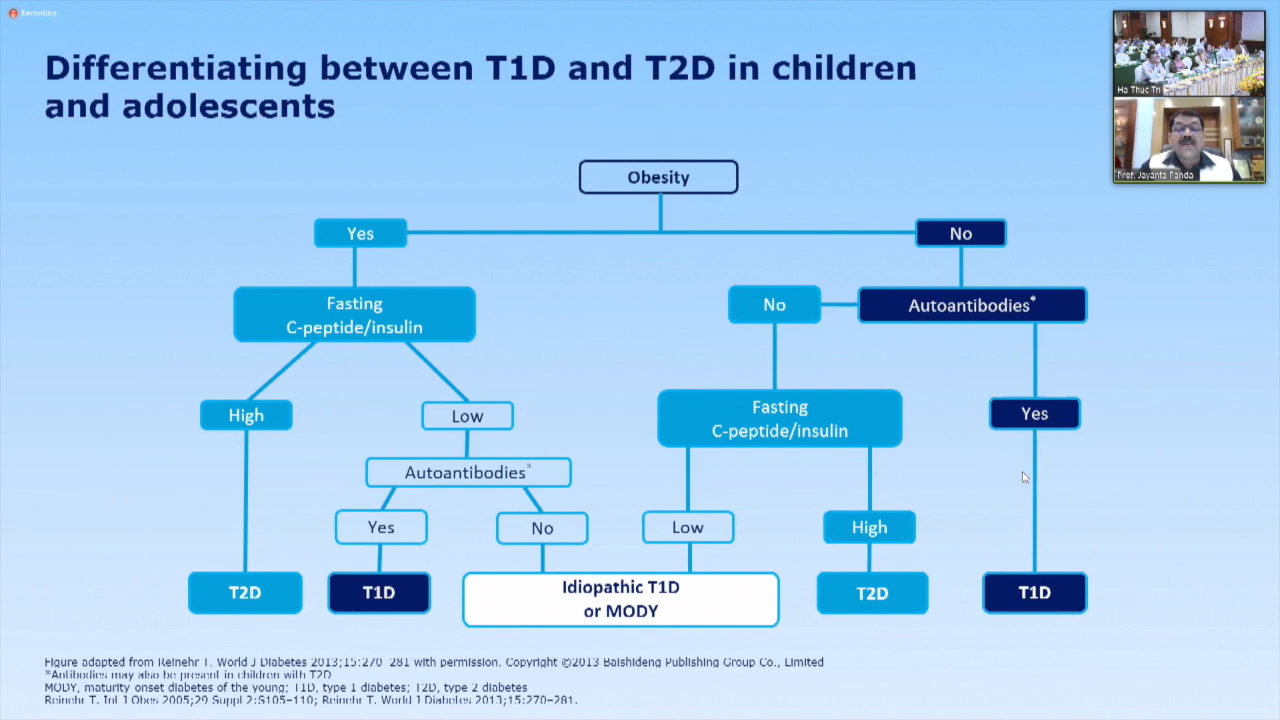 Recording
Differentiating between T1D and T2D in children
and adolescents
Ha Thuc Tri
Prof. Jayanta Panda
Obesity
Yes
No
Fasting
C-peptide/insulin
No
Autoantibodies*
High
Low
Fasting
C-peptide/insulin
Yes
Autoantibodies*
Yes
No
Low
High
T2D
T1D
Idiopathic T1D
or MODY
T2D
T1D
Figure adapted from Reinehr T. World J Diabetes 2013;15:270–281 with permission. Copyright ©2013 Baishideng Publishing Group Co., Limited
*Antibodies may also be present in children with T2D
MODY, maturity onset diabetes of the young; T1D, type 1 diabetes; T2D, type 2 diabetes
Reinehr T. Int J Obes 2005;29 Suppl 2:S105–110; Reinehr T. World J Diabetes 2013;15:270–281.